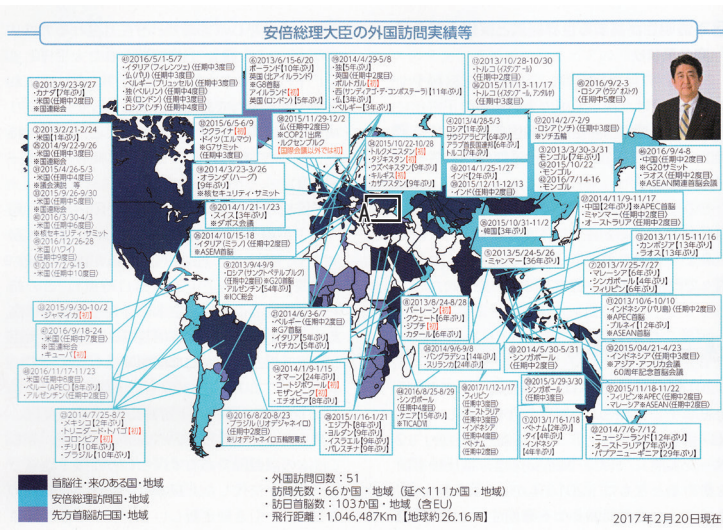 安倍総理大臣の外国訪問実績等
⑭2013/9/23-9/27
・カナダ【7年ぶり】
・米国(任期中2度目)
※国連総会
②2013/2/21-2/24
・米国【1年ぶり】
・米国(任期中3度目)
※国連総会
・米国(任期中4度目)
※議会演説 等
・米国(任期中5度目)
※国連総会
2016/3/30-4/3
・米国(任期中6度目)
※核セキュリティ・サミット
2016/12/26-28
・米国(ハワイ)
(任期中9度目)
2017/2/9-13
・米国(任期中10度目)
2015/9/30-10/2
・ジャマイカ【初】
2016/9/18-24
・米国(任期中7度目)
※国連総会
・キューバ【初】
2016/11/17-11/23
・米国(任期中8度目)
・ペルー(APEC)【8年ぶり】
・アルゼンチン(任期中2度目)
2014/7/25-8/2
・メキシコ【2年ぶり】
・トリニダード・トバゴ【初】
・コロンビア【初】
・チリ【10年ぶり】
・ブラジル【10年ぶり】
2016/5/1-5/7
・イタリア(フィレンツェ)(任期中3度目)
・仏(パリ)(任期中3度目)
・ベルギー(ブリュッセル)(任期中3度目)
・独(ベルリン)(任期中4度目)
・英(ロンドン)(任期中3度目)
・ロシア(ソチ)(任期中4度目)
2015/6/5-6/9
・ウクライナ【初】
・ドイツ(エルマウ)
※G7サミット
(任期中3度目)
2014/3/23-3/26
・オランダ(ハーグ)
【9年ぶり】
※核セキュリティ・サミット
2014/1/21-1/23
・スイス【3年ぶり】
※ダボス会議
2014/10/15-18
・イタリア(ミラノ)(任期中2度目)
※ASEM首脳
2013/9/4-9/9
・ロシア(サンクトペテルブルク)
(任期中2度目)※G20首脳
・アルゼンチン【4年ぶり】
※IOC総会
2014/6/3-6/7
・ベルギー(任期中2度目)
※G7首脳
・イタリア【5年ぶり】
・バチカン【5年ぶり】
2014/1/9-1/15
・オマーン【24年ぶり】
・コートジボワール【初】
・モザンビーク【初】
・エチオピア【8年ぶり】
2016/8/20-8/23
・ブラジル(リオデジャネイロ)
(任期中2度目)
※リオデジャネイロ五輪閉幕式
⑥2013/6/15-6/20
ポーランド【10年ぶり】
英国(北アイルランド)
※G8首脳
アイルランド【初】
英国(ロンドン)【5年ぶり】
2015/11/29-12/2
仏(任期中2度目)
※COP21出席
・ルクセンブルク
【国際会議以外では初】
2014/4/29-5/8
・独【5年ぶり】
・英国(任期中2度目)
・ポルトガル【初】
・西(サンティアゴ・デ・コンポステーラ)【11年ぶり】
・仏【3年ぶり】
・ベルギー【3年ぶり】
2015/10/22-10/28
・トルクメニスタン【初】
・タジキスタン【初】
・ウズベキスタン【9年ぶり】
・キルギス【初】
・カザフスタン【9年ぶり】
2013/10/28-10/30
・トルコ(イスタンブール)
(任期中2度目)
2015/11/13-11/17
・トルコ(イスタンブール、アンタルヤ)
(任期中3度目)
2013/4/28-5/3
ロシア【1年ぶり】
サウジアラビア【6年ぶり】
アラブ首長国連邦【6年ぶり】
トルコ【7年ぶり】
2014/1/25-1/27
・インド【2年ぶり】
2015/12/11-12/13
・インド(任期中2度目)
2014/2/7-2/9
・ロシア(ソチ)(任期中3度目)
※ソチ五輪
③2013/3/30-3/31
モンゴル【7年ぶり】
2015/10/22
モンゴル
2016/7/14-16
・モンゴル
2016/9/2-3
・ロシア(ウラジオストク)
(任期中5度目)
2016/9/4-8
・中国(任期中2度目)
※G20サミット
・ラオス(任期中2度目)
※ASEAN関連首脳会議
2014/11/9-11/17
・中国【2年ぶり】※APEC首脳
・ミャンマー(任期中2度目)
・オーストラリア(任期中2度目)
2015/10/31-11/2
・韓国【3年ぶり】
⑤2013/5/24-5/26
・ミャンマー【36年ぶり】
2013/11/15-11/16
・カンボジア【13年ぶり】
・ラオス【13年ぶり】
⑦2013/7/25-7/27
・マレーシア【6年ぶり】
・シンガポール【4年ぶり】
・フィリピン【6年ぶり】
2013/10/6-10/10
・インドネシア(バリ島)(任期中2度目)
※APEC首脳
・ブルネイ【12年ぶり】
※ASEAN首脳
2015/04/21-4/23
・インドネシア(任期中3度目)
※アジア・アフリカ会議
60周年記念首脳会議
2015/11/18-11/22
・フィリピン※APEC(任期中2度目)
・マレーシア※ASEAN(任期中2度目)
2014/7/6-7/12
・ニュージーランド【12年ぶり】
・オーストラリア【7年ぶり】
・パプアニューギニア【29年ぶり】
⑧2013/8/24-8/28
・バーレーン【初】
・クウェート【6年ぶり】
・ジブチ【初】
・カタール【6年ぶり】
2014/9/6-9/8
・バングラデシュ【14年ぶり】
・スリランカ【24年ぶり】
2014/5/30-5/31
・シンガポール
(任期中2度目)
2015/3/29-3/30
・シンガポール
(任期中3度目)
①2013/1/16-1/18
・ベトナム【2年ぶり】
・タイ【4年ぶり】
・インドネシア
【4年半ぶり】
2017/1/12-1/17
・フィリピン
(任期中3度目)
・オーストラリア
(任期中3度目)
・インドネシア
(任期中4度目)
・ベトナム
(任期中2度目)
2016/8/25-8/29
・シンガポール
(任期中4度目)
・ケニア【15年ぶり】
※TICADVI
2015/1/16-1/21
・エジプト【8年ぶり】
・ヨルダン【9年ぶり】
・イスラエル【9年ぶり】
・パレスチナ【9年ぶり】
A
首脳往・来のある国・地域
安倍総理訪問国・地域
先方首脳訪日国・地域
・外国訪問回数：51
・訪問先数：66か国・地域（延べ111か国・地域）
・訪日首脳数：103か国・地域（含EU）
・飛行距離：1,046,487Km【地球約26.16周】
2017年2月20日現在